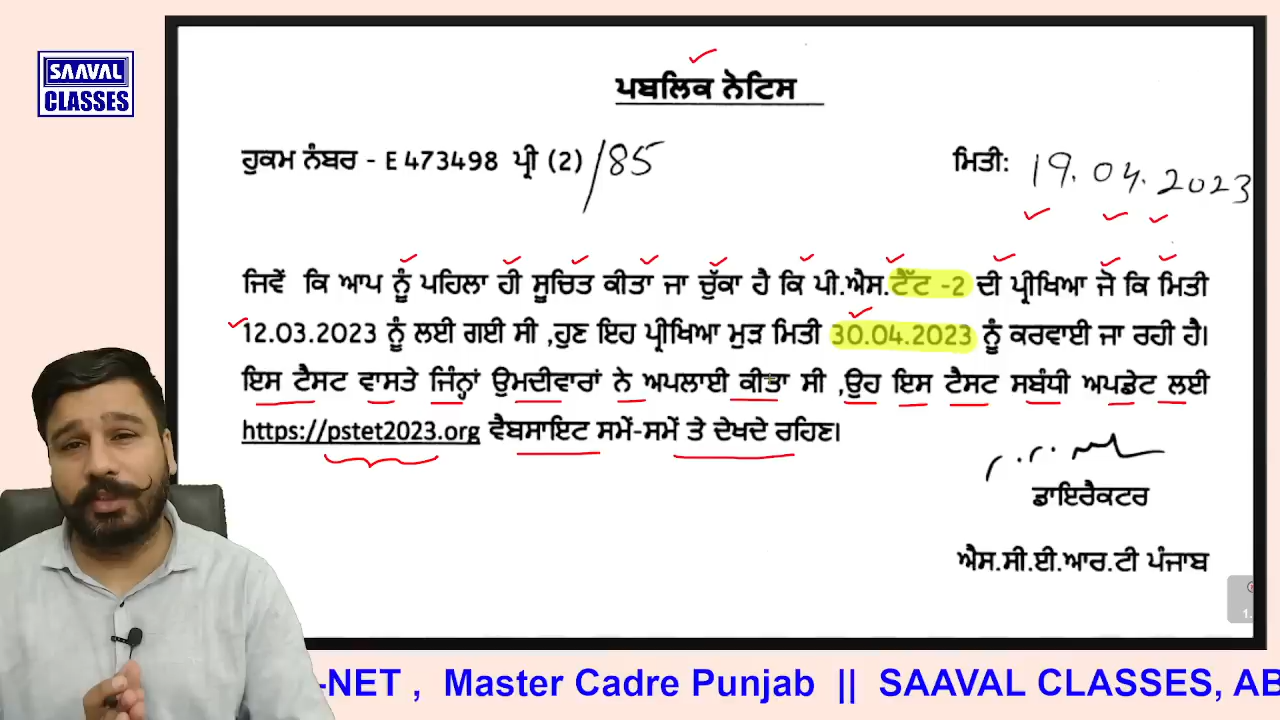 SAAVAL
CLASSES
ਪਬਲਿਕ ਨੋਟਿਸ
ਹੁਕਮ ਨੰਬਰ - E 473498 ਪ੍ਰੀ (2) /85
ਮਿਤੀ: 19.04.2023
ਜਿਵੇਂ ਕਿ ਆਪ ਨੂੰ ਪਹਿਲਾ ਹੀ ਸੂਚਿਤ ਕੀਤਾ ਜਾ ਚੁੱਕਾ ਹੈ ਕਿ ਪੀ.ਐਸ.ਟੈੱਟ -2 ਦੀ ਪ੍ਰੀਖਿਆ ਜੋ ਕਿ ਮਿਤੀ
12.03.2023 ਨੂੰ ਲਈ ਗਈ ਸੀ ,ਹੁਣ ਇਹ ਪ੍ਰੀਖਿਆ ਮੁੜ ਮਿਤੀ 30.04.2023 ਨੂੰ ਕਰਵਾਈ ਜਾ ਰਹੀ ਹੈ।
ਇਸ ਟੈਸਟ ਵਾਸਤੇ ਜਿੰਨ੍ਹਾਂ ਉਮਦੀਵਾਰਾਂ ਨੇ ਅਪਲਾਈ ਕੀਤਾ ਸੀ ,ਉਹ ਇਸ ਟੈਸਟ ਸਬੰਧੀ ਅਪਡੇਟ ਲਈ
https://pstet2023.org ਵੈਬਸਾਇਟ ਸਮੇਂ-ਸਮੇਂ ਤੇ ਦੇਖਦੇ ਰਹਿਣ।
ਡਾਇਰੈਕਟਰ
ਐਸ.ਸੀ.ਈ.ਆਰ.ਟੀ ਪੰਜਾਬ
-NET , Master Cadre Punjab || SAAVAL CLASSES, AB